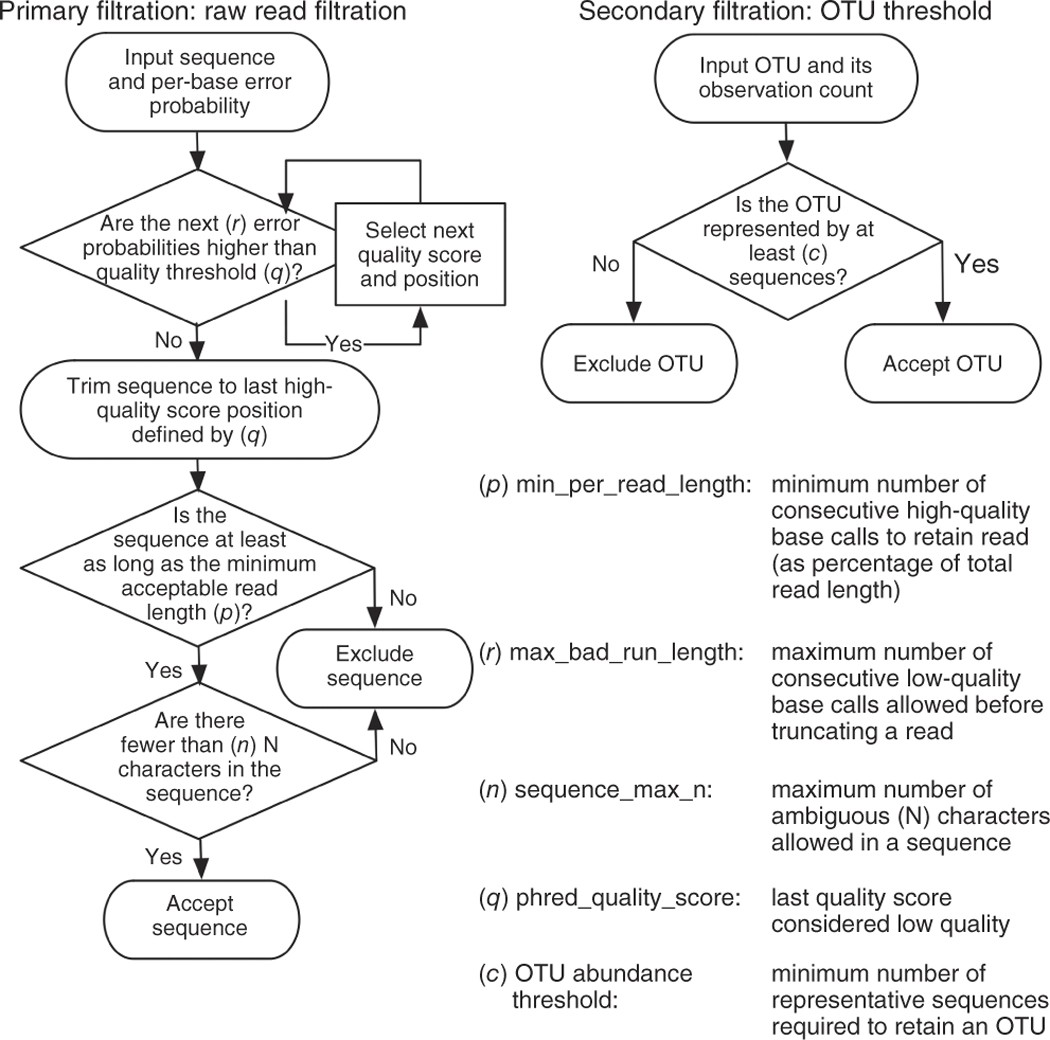 Primary filtration: raw read filtration
Input sequence
and per-base error
probability
Are the next (r) error
probabilities higher than
quality threshold (q)?
Select next
quality score
and position
Yes
No
Trim sequence to last high-
quality score position
defined by (q)
Is the
sequence at least
as long as the minimum
acceptable read
length (p)?
No
Yes
Exclude
sequence
Are there
fewer than (n) N
characters in the
sequence?
No
Yes
Accept
sequence
Secondary filtration: OTU threshold
Input OTU and its
observation count
Is the OTU
represented by at
least (c)
sequences?
No
Yes
Exclude OTU
Accept OTU
(p) min_per_read_length: minimum number of
consecutive high-quality
base calls to retain read
(as percentage of total
read length)
(r) max_bad_run_length: maximum number of
consecutive low-quality
base calls allowed before
truncating a read
(n) sequence_max_n: maximum number of
ambiguous (N) characters
allowed in a sequence
(q) phred_quality_score: last quality score
considered low quality
(c) OTU abundance minimum number of
threshold: representative sequences
required to retain an OTU